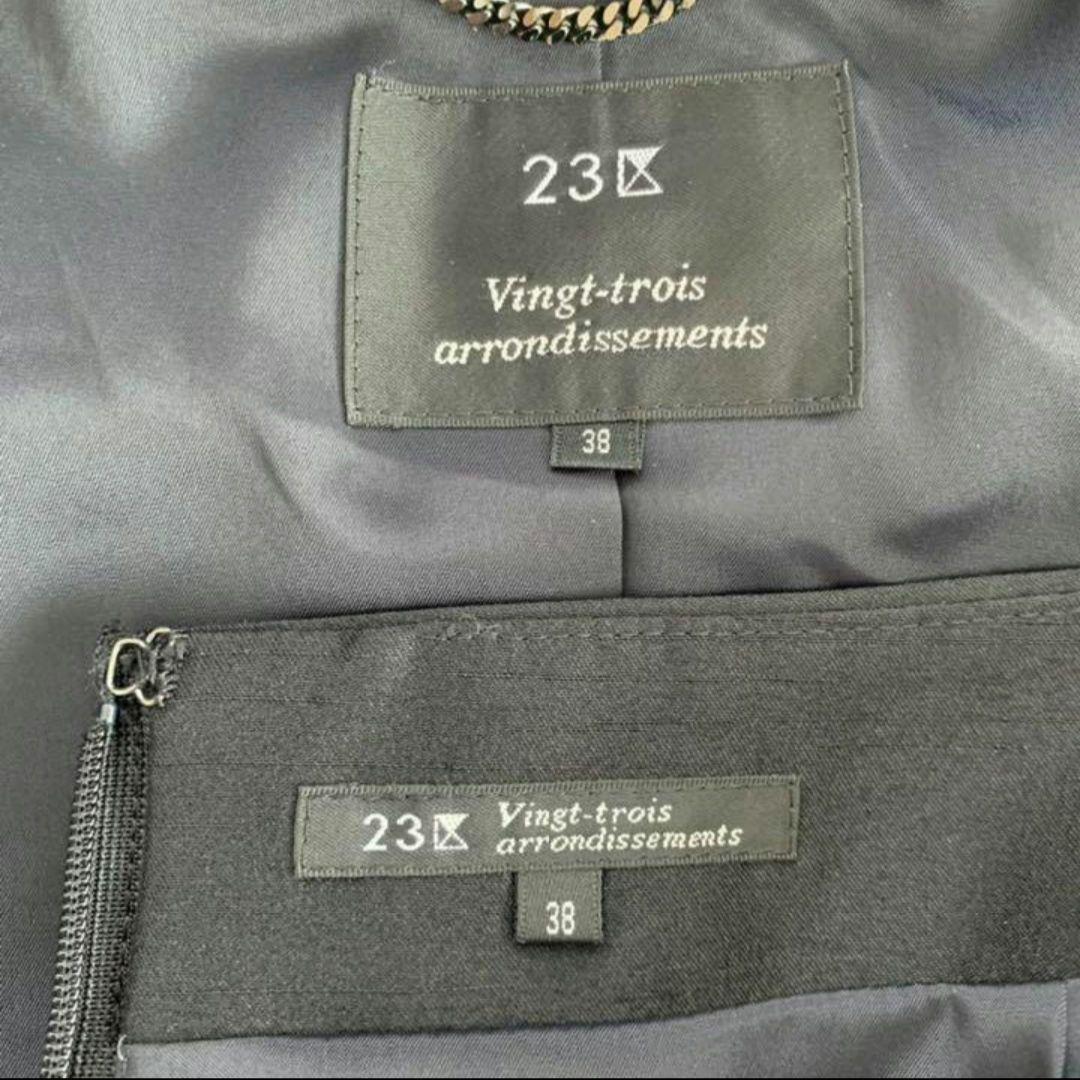 23区
Vingt-trois
arrondissements
38
23区 Vingt-trois
arrondissements
38